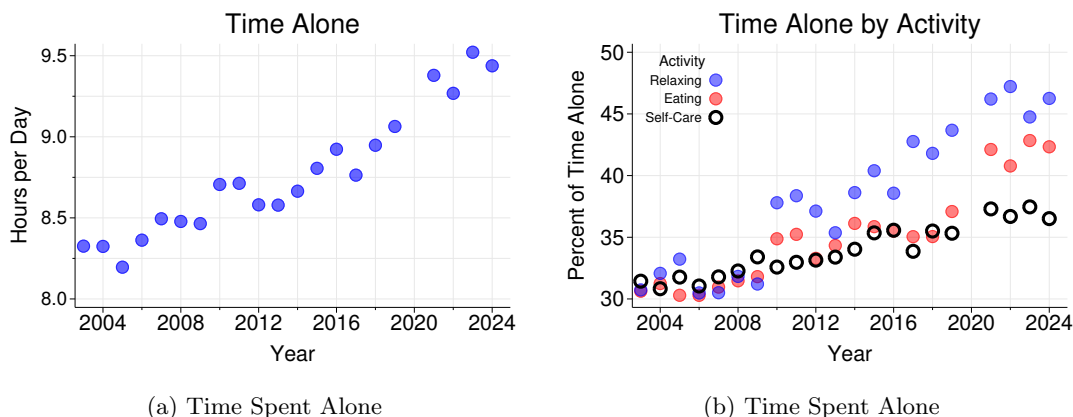 Time Alone
9.5
9.0
8.5
8.0
Hours per Day
2004 2008 2012 2016 2020 2024
Year
(a) Time Spent Alone
Time Alone by Activity
50
45
40
35
30
Percent of Time Alone
Activity
Relaxing
Eating
Self-Care
2004 2008 2012 2016 2020 2024
Year
(b) Time Spent Alone